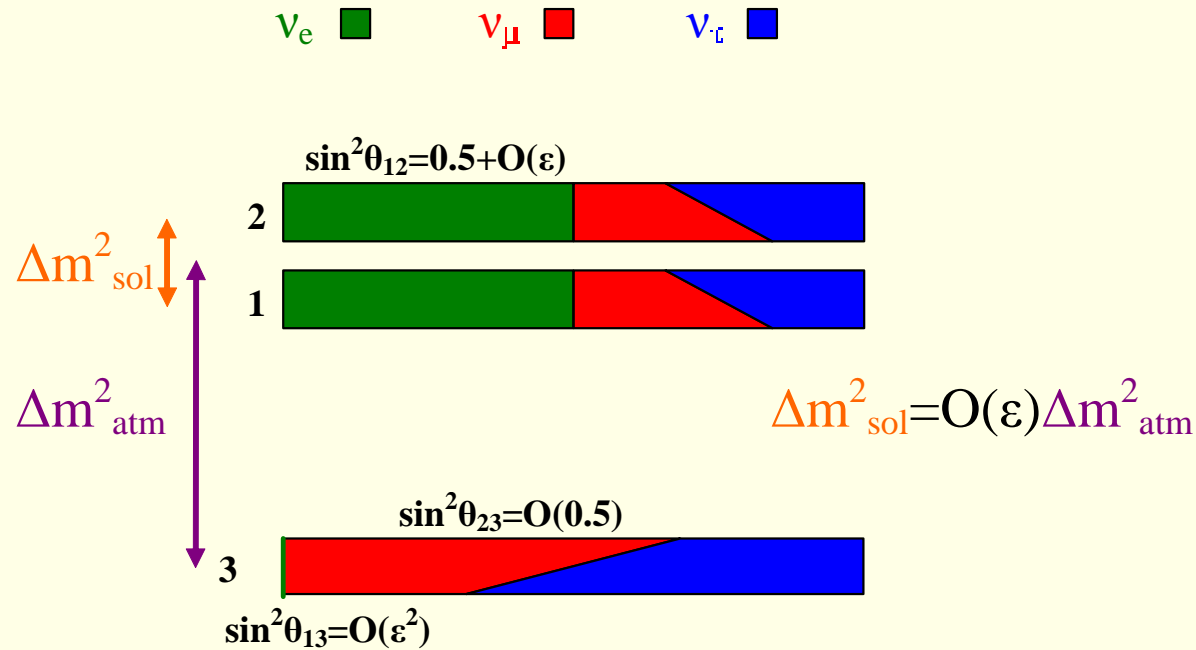 νe νμ ντ
sin²θ₁₂=0.5+O(ε)
2
Δm²sol
1
Δm²atm
Δm²sol=O(ε)Δm²atm
sin²θ₂₃=O(0.5)
3
sin²θ₁₃=O(ε²)